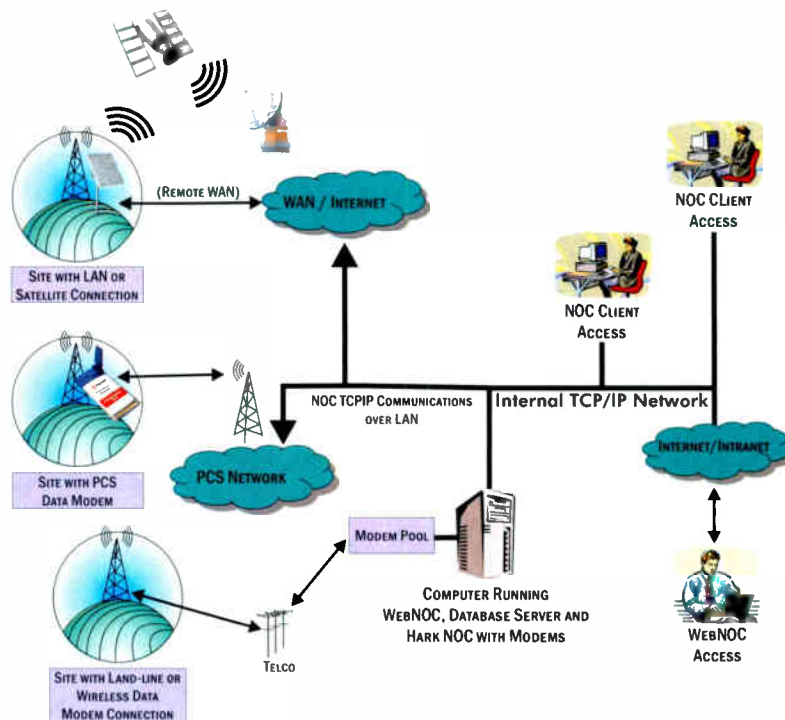 NOC CLient
Access
(Remote WAN)
WAN / Internet
Site with LAN or
Satellite Connection
NOC Client
Access
NOC TCPIP Communications
over LAN
Internal TCP/IP Network
Internet/Intranet
PCS Network
Site with PCS
Data Modem
Modem Pool
Computer Running
WebNOC, Database Server and
Hark NOC with Modems
WebNOC
Access
Telco
Site with Land-line or
Wireless Data
Modem Connection